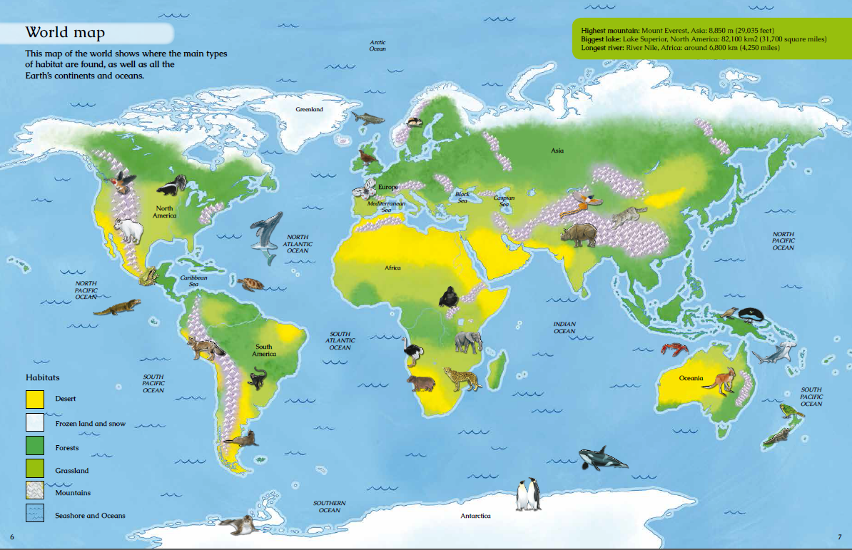 World map
This map of the world shows where the main types
of habitat are found, as well as all the
Earth's continents and oceans.
Highest mountain: Mount Everest, Asia: 8,850 m (29,035 feet)
Biggest lake: Lake Superior, North America: 82,100 km2 (31,700 square miles)
Longest river: River Nile, Africa: around 6,800 km (4,250 miles)
Arctic
Ocean
Greenland
Asia
Europe
Black
Sea
Caspian
Sea
Mediterranean
Sea
North
America
NORTH
ATLANTIC
OCEAN
NORTH
PACIFIC
OCEAN
Africa
Caribbean
Sea
NORTH
PACIFIC
OCEAN
INDIAN
OCEAN
SOUTH
ATLANTIC
OCEAN
South
America
SOUTH
PACIFIC
OCEAN
Oceania
SOUTH
PACIFIC
OCEAN
Habitats
Desert
Frozen land and snow
Forests
Grassland
Mountains
Seashore and Oceans
SOUTHERN
OCEAN
Antarctica
6
7